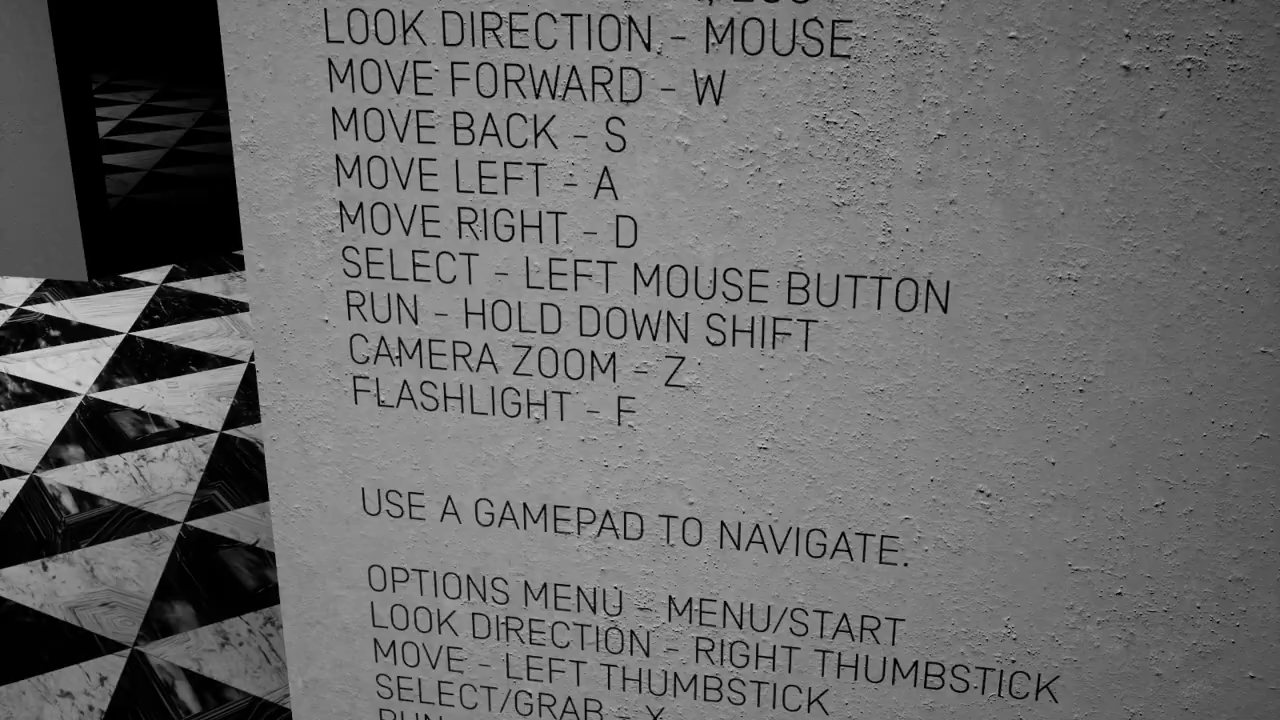 LOOK DIRECTION - MOUSE
MOVE FORWARD - W
MOVE BACK - S
MOVE LEFT - A
MOVE RIGHT - D
SELECT - LEFT MOUSE BUTTON
RUN - HOLD DOWN SHIFT
CAMERA ZOOM - Z
FLASHLIGHT - F
USE A GAMEPAD TO NAVIGATE.
OPTIONS MENU - MENU/START
LOOK DIRECTION - RIGHT THUMBSTICK
MOVE - LEFT THUMBSTICK
SELECT/GRAB - X
RUN